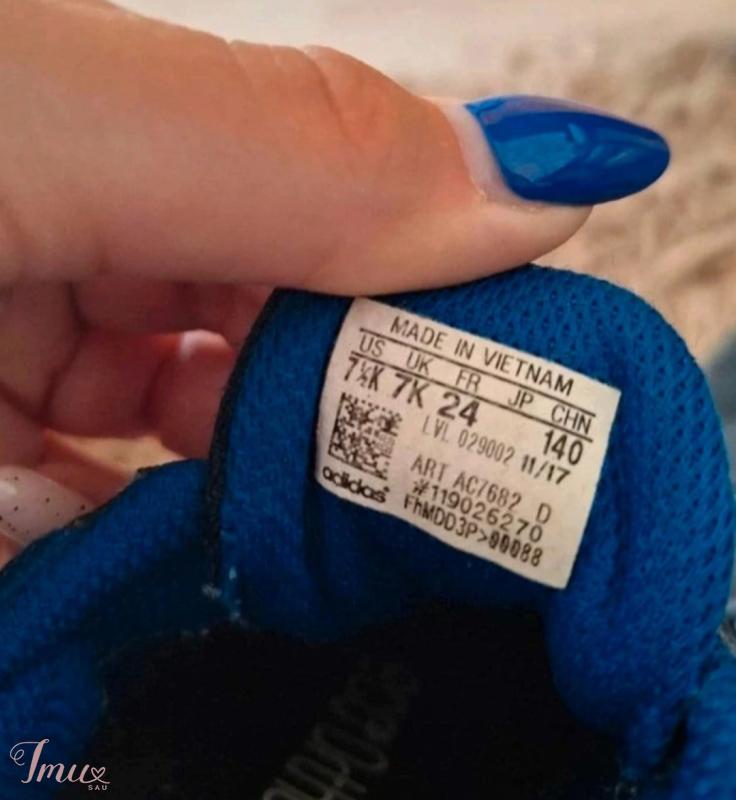 MADE IN VIETNAM
US UK FR JP CHN
7½K 7K 24 140
LVL 029002 11/17
ART AC7682 D
#119026270
FhMDD3P>00088
adidas
Imu
SAU